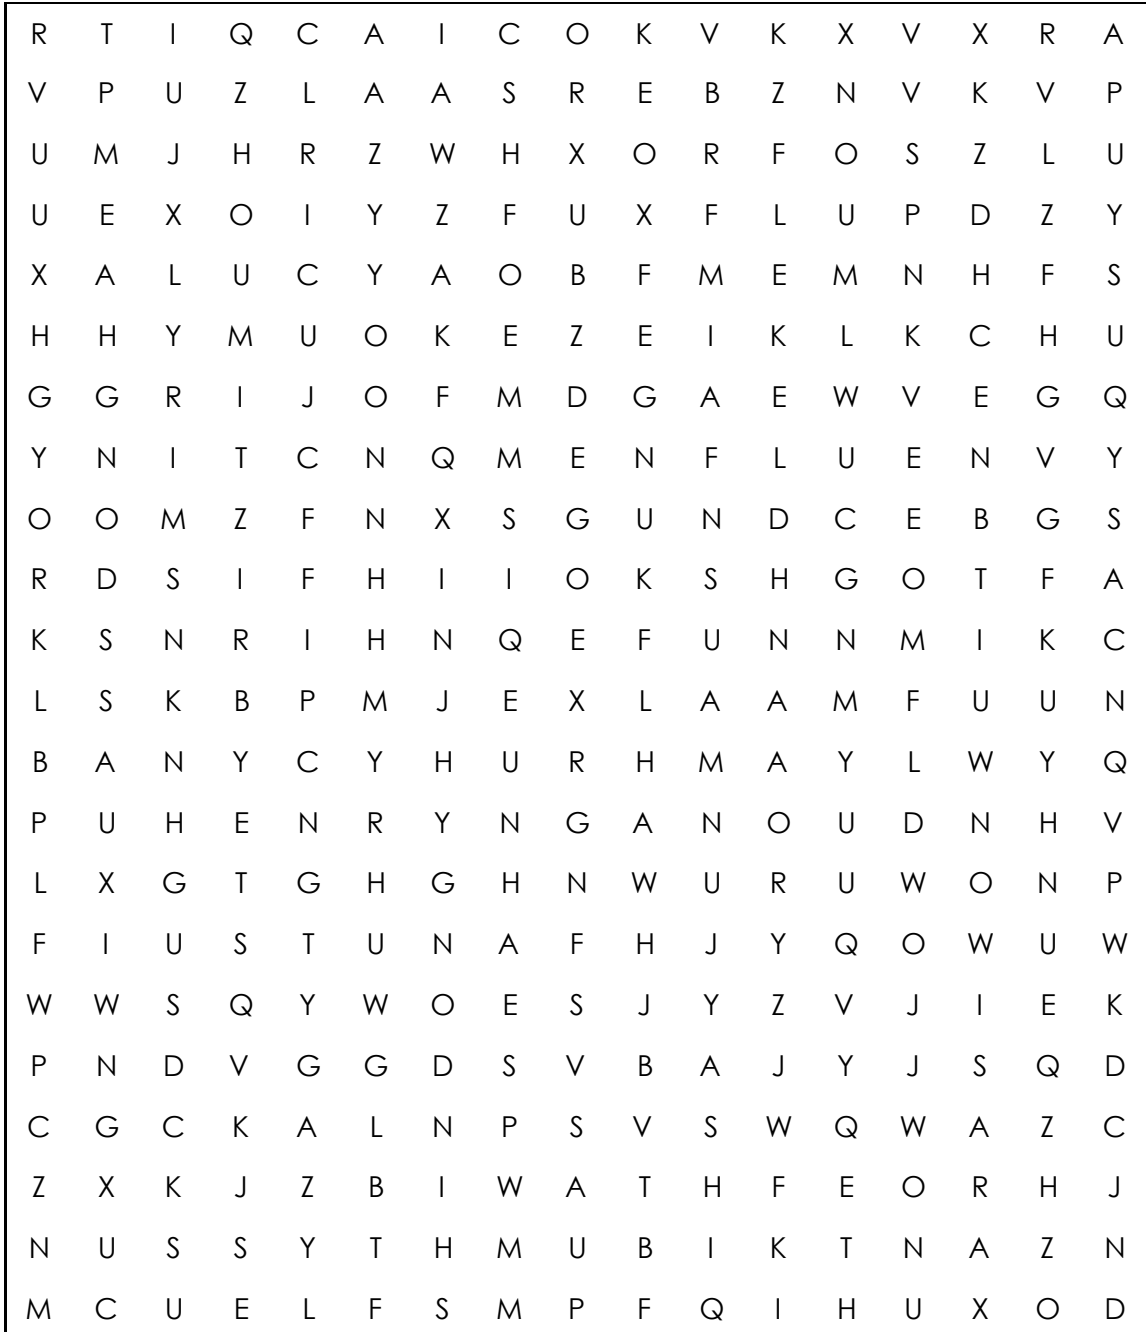 R T I Q C A I C O K V K X V X R A
V P U Z L A A S R E B Z N V K V P
U M J H R Z W H X O R F O S Z L U
U E X O I Y Z F U X F L U P D Z Y
X A L U C Y A O B F M E M N H F S
H H Y M U O K E Z E I K L K C H U
G G R I J O F M D G A E W V E G Q
Y N I T C N Q M E N F L U E N V Y
O O M Z F N X S G U N D C E B G S
R D S I F H I I O K S H G O T F A
K S N R I H N Q E F U N N M I K C
L S K B P M J E X L A A M F U U N
B A N Y C Y H U R H M A Y L W Y Q
P U H E N R Y N G A N O U D N H V
L X G T G H G H N W U R U W O N P
F I U S T U N A F H J Y Q O W U W
W W S Q Y W O E S J Y Z V J I E K
P N D V G G D S V B A J Y J S Q D
C G C K A L N P S V S W Q W A Z C
Z X K J Z B I W A T H F E O R H J
N U S S Y T H M U B I K T N A Z N
M C U E L F S M P F Q I H U X O D